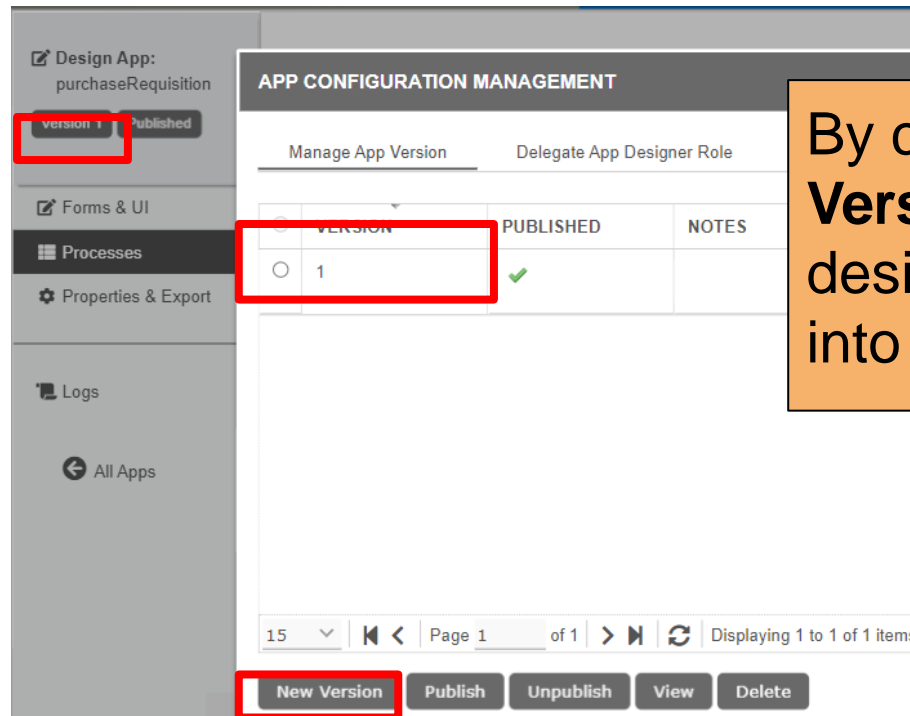 Design App:
purchaseRequisition
Version 1 Published
Forms & UI
Processes
Properties & Export
Logs
All Apps
APP CONFIGURATION MANAGEMENT
Manage App Version Delegate App Designer Role
VERSION PUBLISHED NOTES
1
15 Page 1 of 1 Displaying 1 to 1 of 1 items
New Version Publish Unpublish View Delete
By
into